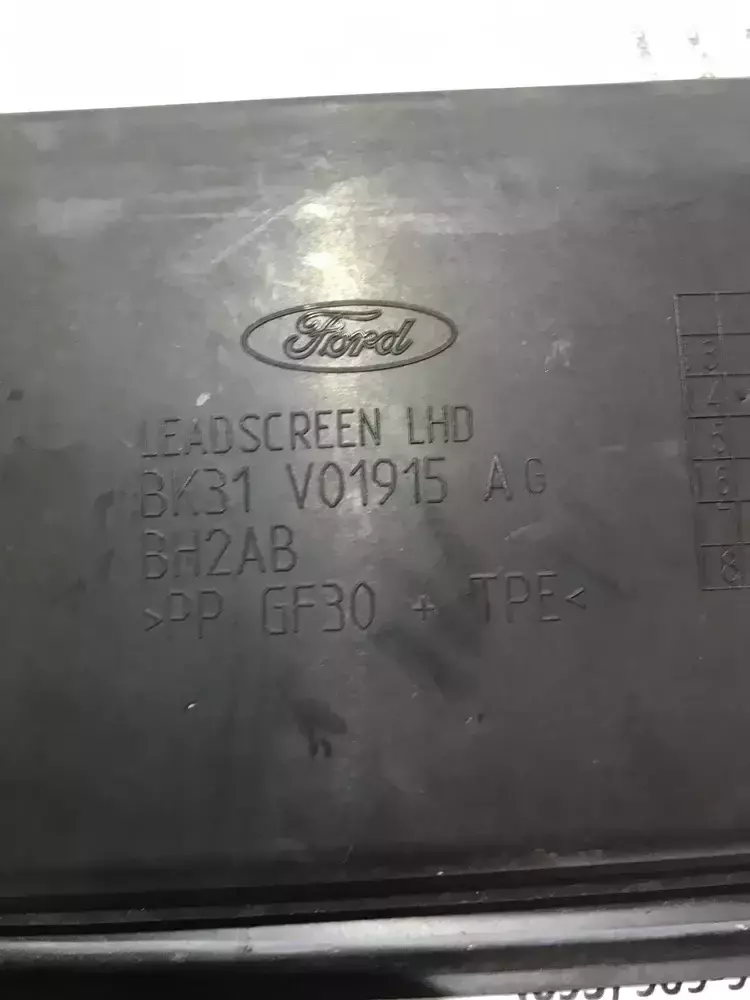 Ford
LEADSCREEN LHD
BK31 V01915 AG
BH2AB
>PP GF30 + TPE<
3
4
5
6
7
8